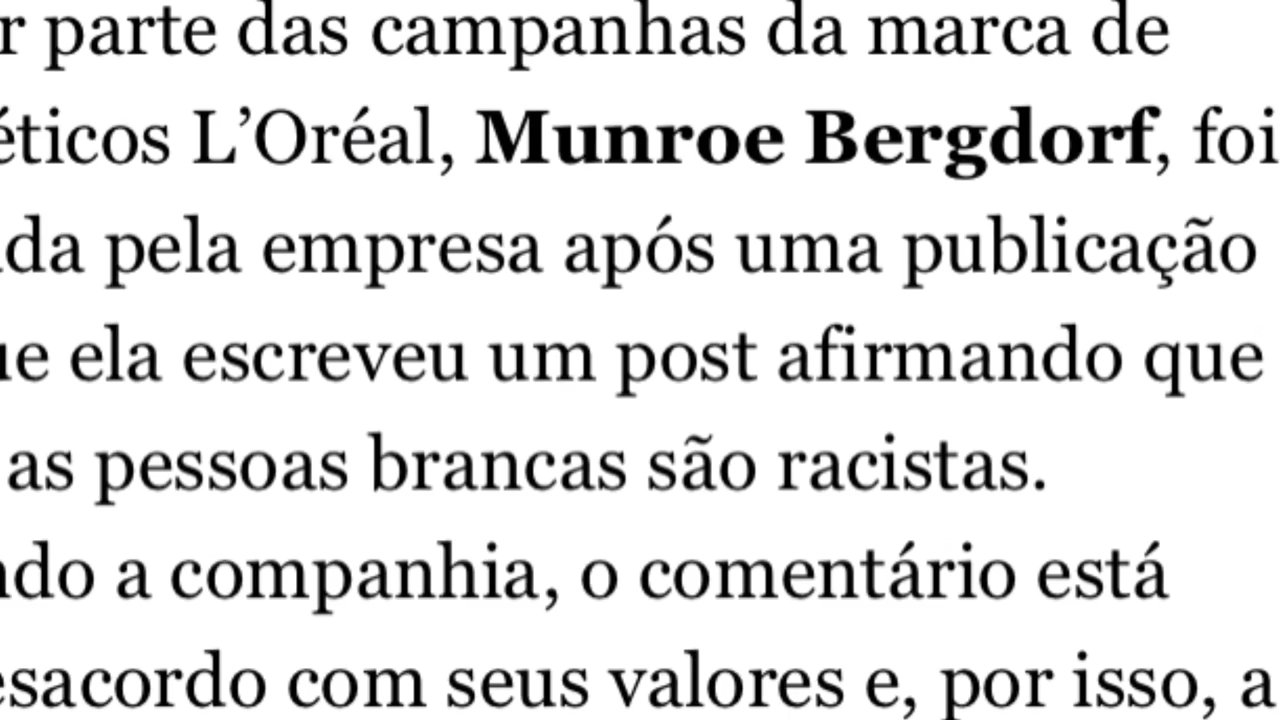 r parte das campanhas da marca de
éticos L’Oréal, Munroe Bergdorf, foi
da pela empresa após uma publicação
ue ela escreveu um post afirmando que
as pessoas brancas são racistas.
ndo a companhia, o comentário está
esacordo com seus valores e, por isso, a